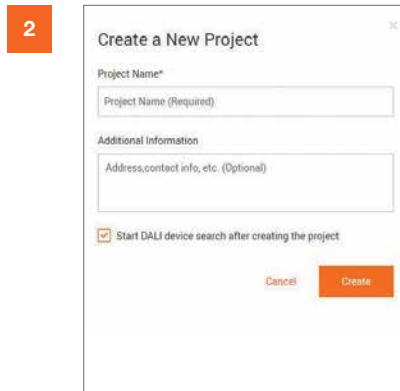 2
Create a New Project
Project Name*
Project Name (Required)
Additional Information
Address,contact info, etc. (Optional)
Start DALI device search after creating the project
Cancel
Create